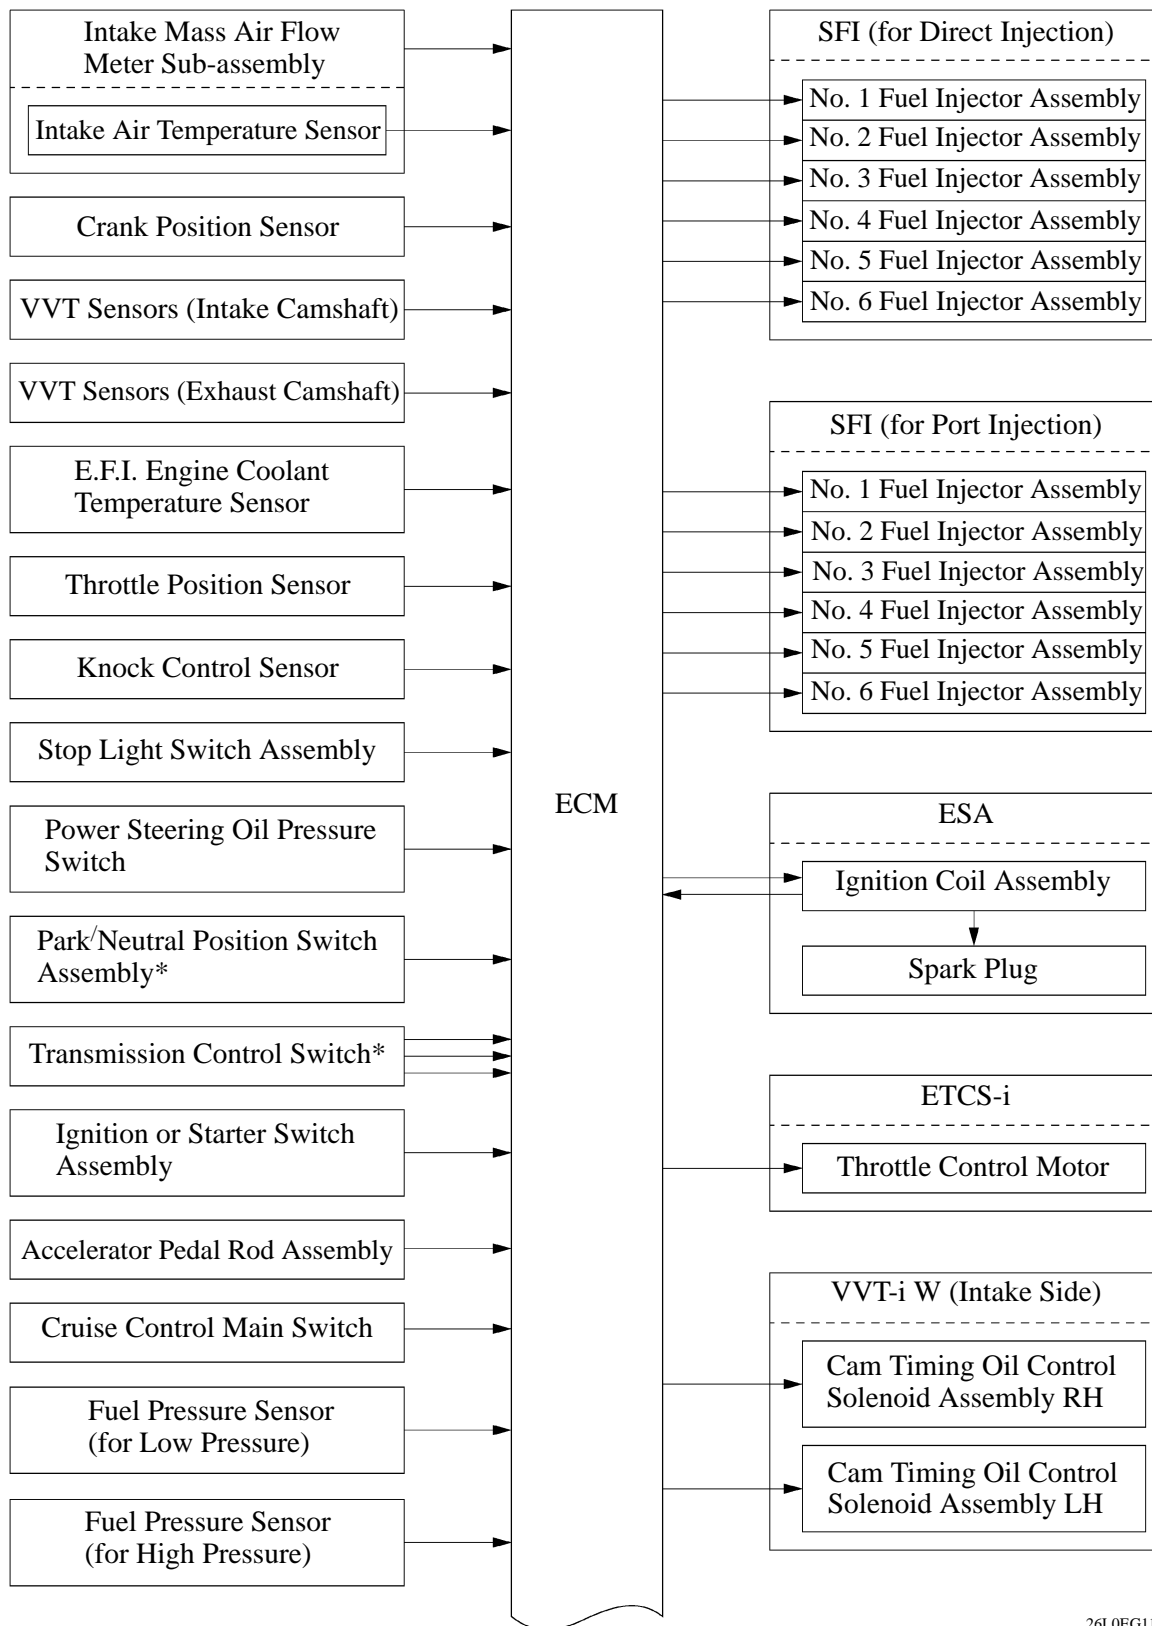 Intake Mass Air Flow
Meter Sub-assembly
Intake Air Temperature Sensor
Crank Position Sensor
VVT Sensors (Intake Camshaft)
VVT Sensors (Exhaust Camshaft)
E.F.I. Engine Coolant
Temperature Sensor
Throttle Position Sensor
Knock Control Sensor
Stop Light Switch Assembly
Power Steering Oil Pressure
Switch
Park/Neutral Position Switch
Assembly*
Transmission Control Switch*
Ignition or Starter Switch
Assembly
Accelerator Pedal Rod Assembly
Cruise Control Main Switch
Fuel Pressure Sensor
(for Low Pressure)
Fuel Pressure Sensor
(for High Pressure)
ECM
SFI (for Direct Injection)
No. 1 Fuel Injector Assembly
No. 2 Fuel Injector Assembly
No. 3 Fuel Injector Assembly
No. 4 Fuel Injector Assembly
No. 5 Fuel Injector Assembly
No. 6 Fuel Injector Assembly
SFI (for Port Injection)
No. 1 Fuel Injector Assembly
No. 2 Fuel Injector Assembly
No. 3 Fuel Injector Assembly
No. 4 Fuel Injector Assembly
No. 5 Fuel Injector Assembly
No. 6 Fuel Injector Assembly
ESA
Ignition Coil Assembly
Spark Plug
ETCS-i
Throttle Control Motor
VVT-i W (Intake Side)
Cam Timing Oil Control
Solenoid Assembly RH
Cam Timing Oil Control
Solenoid Assembly LH